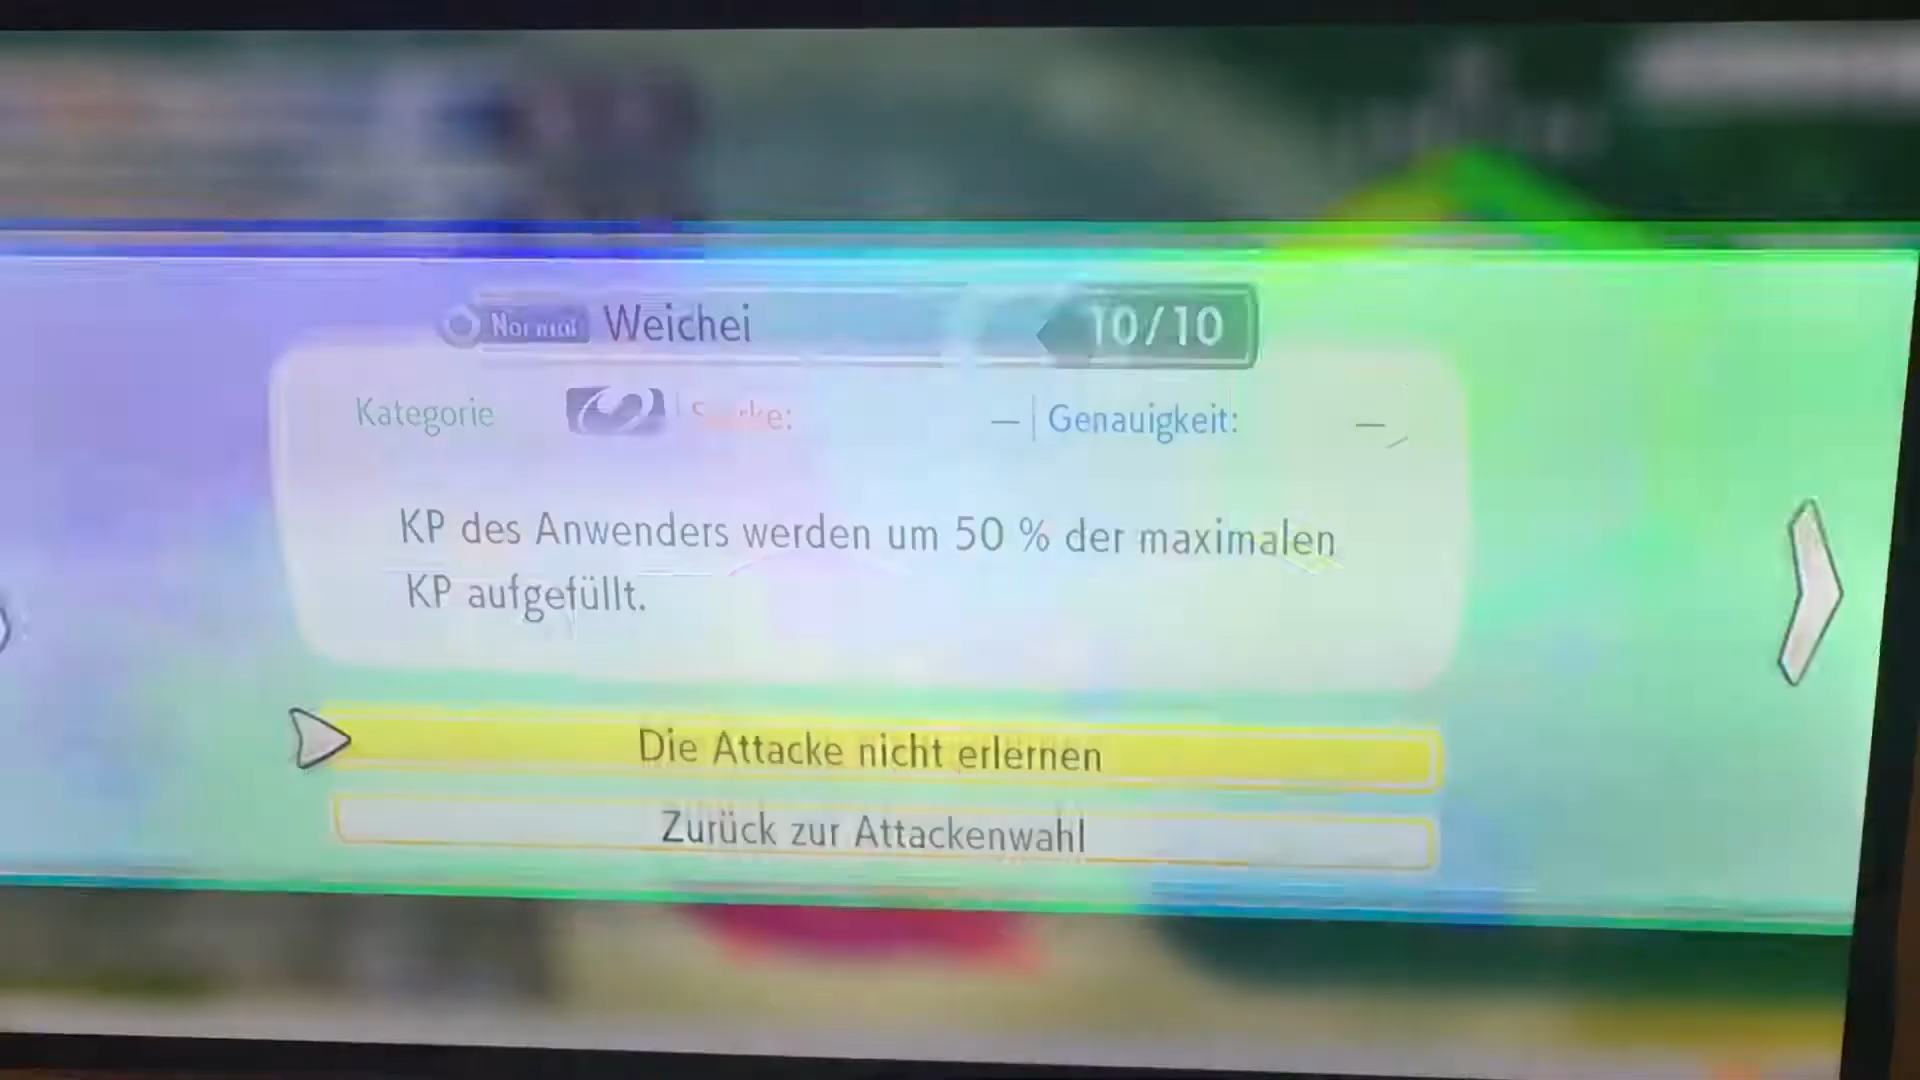 Normal Weichei 10/10
Kategorie Stärke: — Genauigkeit: —
KP des Anwenders werden um 50 % der maximalen
KP aufgefüllt.
Die Attacke nicht erlernen
Zurück zur Attackenwahl